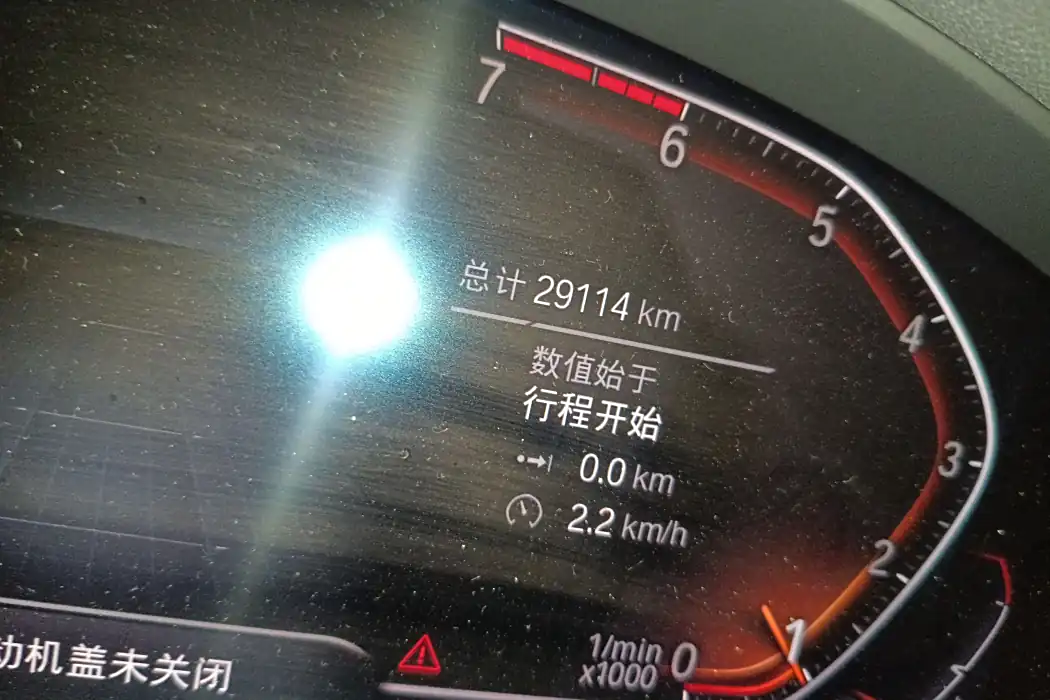 7
6
5
总计 29114 km
4
数值始于
行程开始
3
0.0 km
2.2 km/h
2
1/min
x1000
0
1
动机盖未关闭